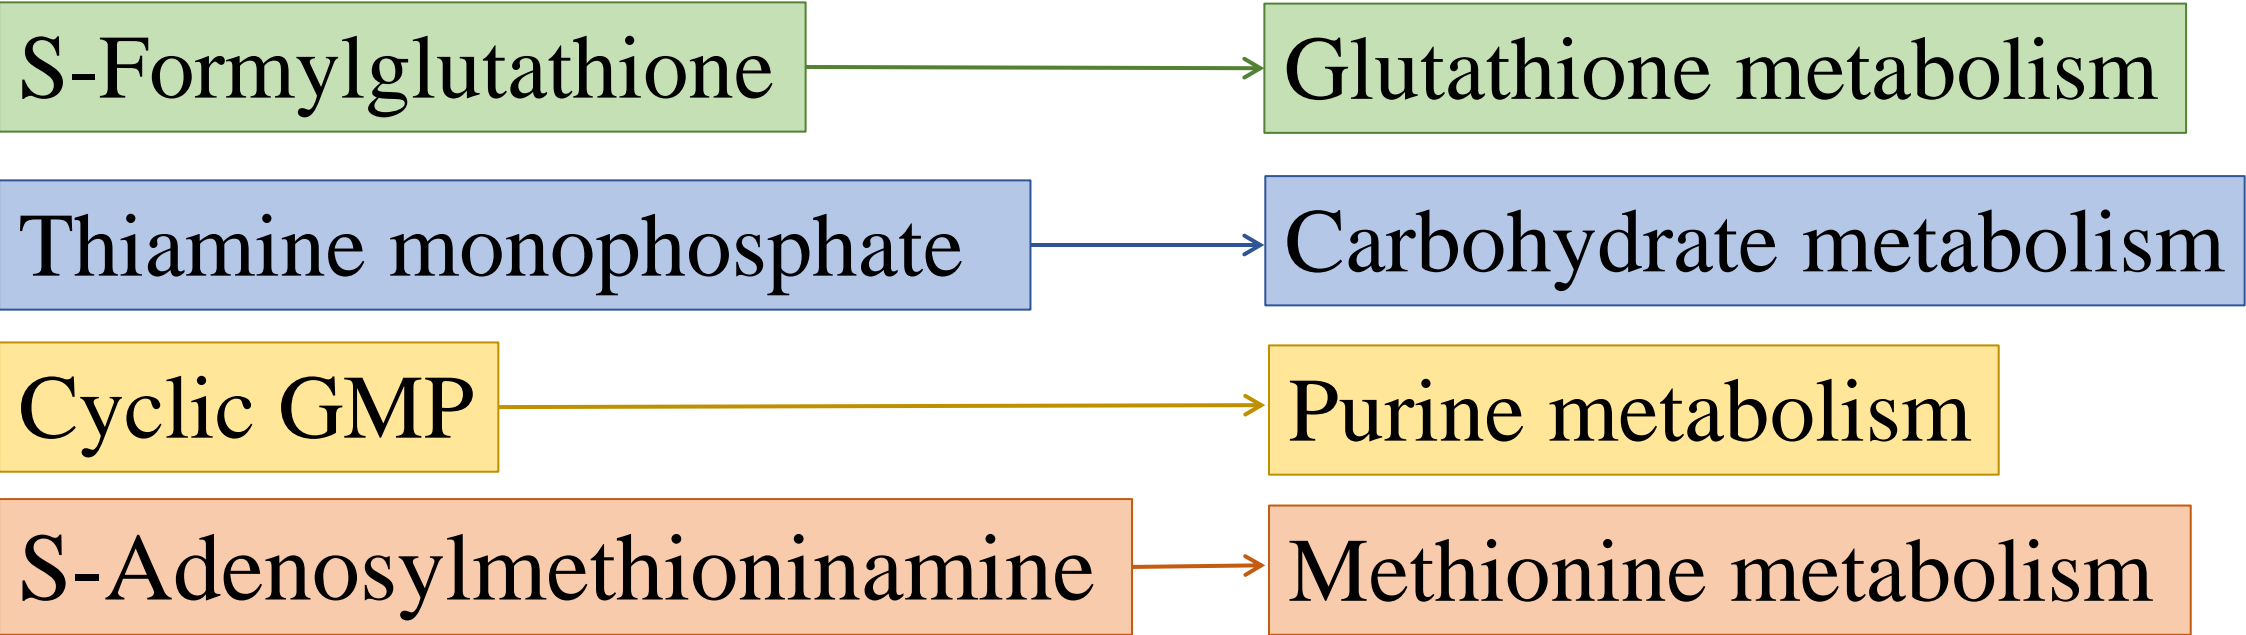 S-Formylglutathione
Glutathione metabolism
Thiamine monophosphate
Carbohydrate metabolism
Cyclic GMP
Purine metabolism
S-Adenosylmethioninamine
Methionine metabolism